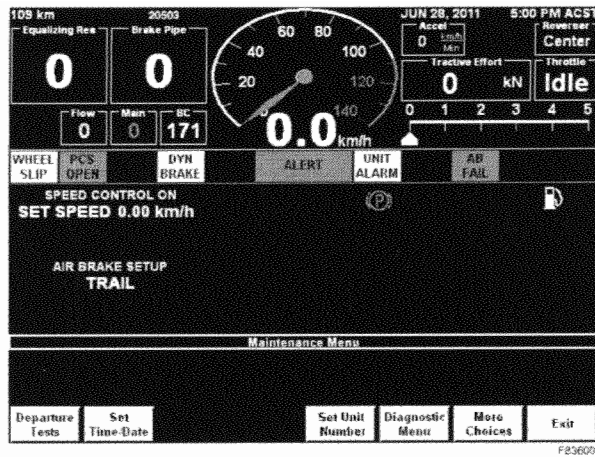 109 km 20503 JUN 28, 2011 5:00 PM ACST
Equalizing Res Brake Pipe Accel Reverser
0 0 0 km/h Min Center
Tractive Effort Throttle
0 kN Idle
20 40 60 80 100 120 140
Flow Main BC
0 0 171
0.0 km/h
0 1 2 3 4 5
WHEEL SLIP PCS OPEN DYN BRAKE ALERT UNIT ALARM AB FAIL
SPEED CONTROL ON
SET SPEED 0.00 km/h
(P)
AIR BRAKE SETUP
TRAIL
Maintenance Menu
Departure Tests Set Time-Date Set Unit Number Diagnostic Menu More Choices Exit
F83600